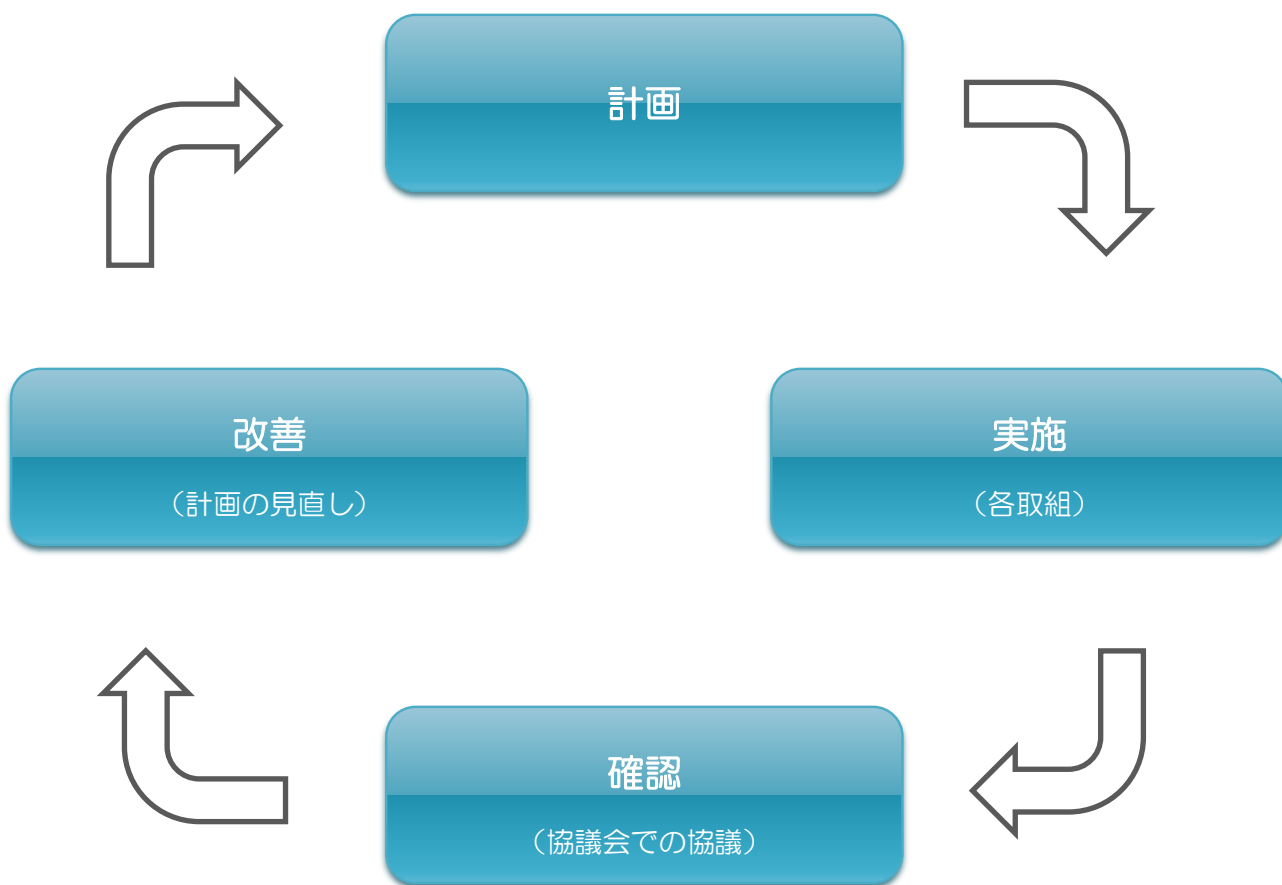 計画
改善
（計画の見直し）
実施
（各取組）
確認
（協議会での協議）